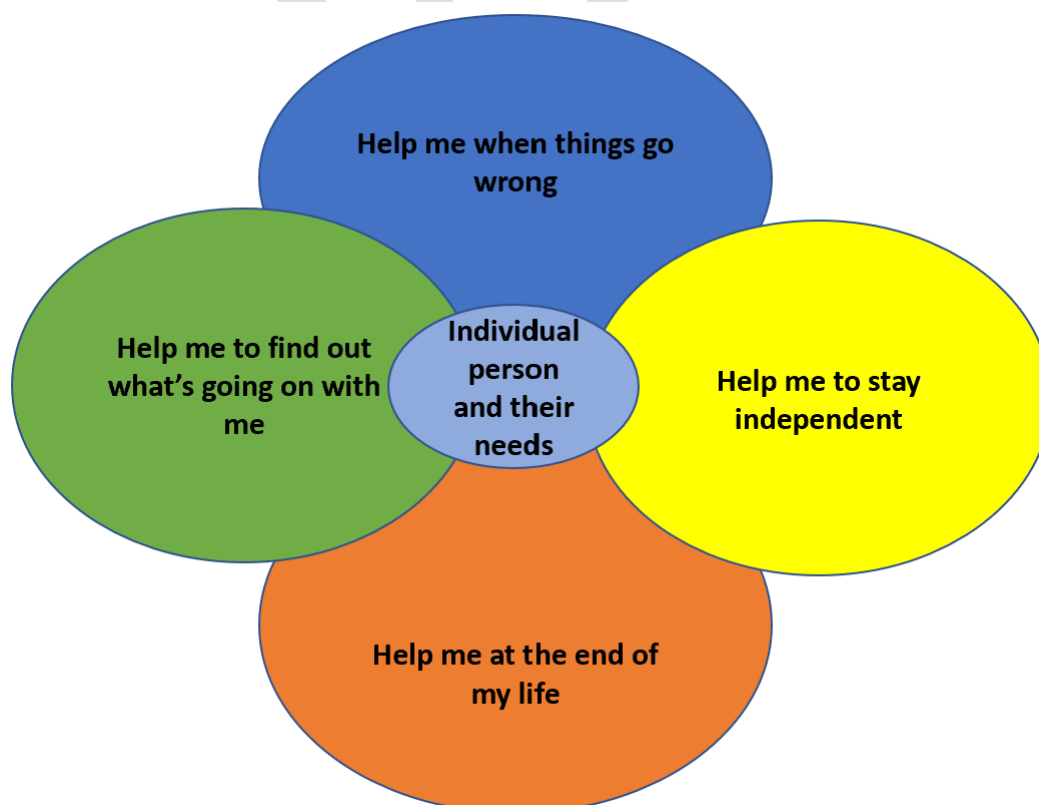 Help me when things go
wrong
Help me to find out
what’s going on with
me
Individual
person
and their
needs
Help me to stay
independent
Help me at the end of
my life